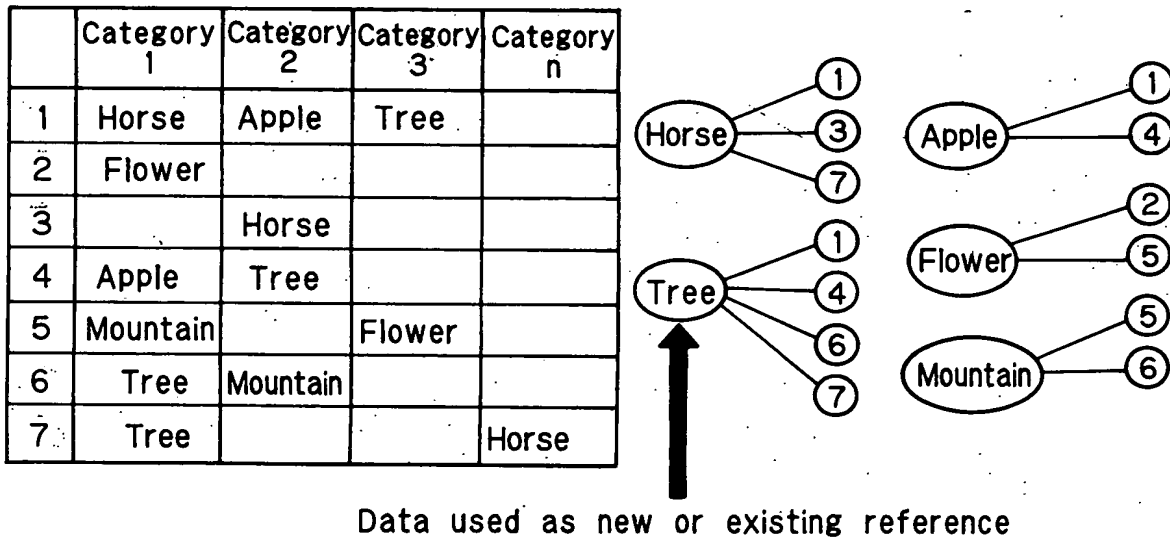 Category 1 Category 2 Category 3 Category n
1 Horse Apple Tree
2 Flower
3 Horse
4 Apple Tree
5 Mountain Flower
6 Tree Mountain
7 Tree Horse
Horse 1 3 7
Tree 1 4 6 7
Apple 1 4
Flower 2 5
Mountain 5 6
Data used as new or existing reference